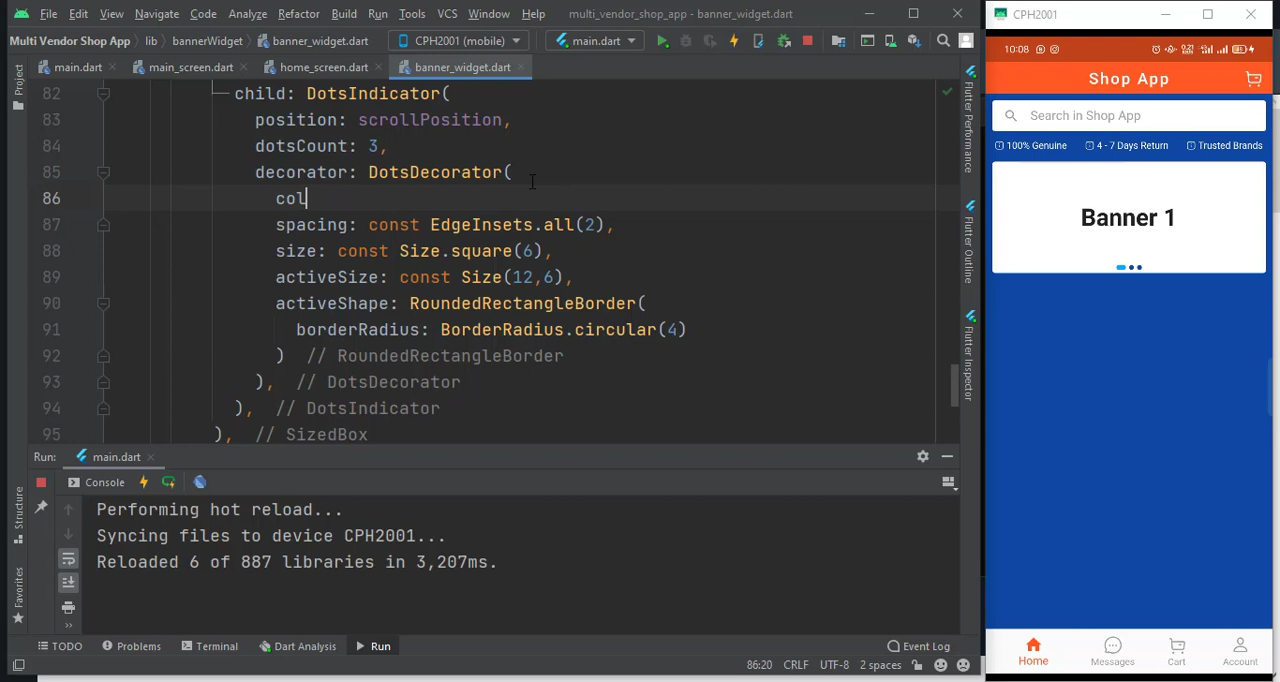 File Edit View Navigate Code Analyze Refactor Build Run Tools VCS Window Help multi_vendor_shop_app - banner_widget.dart
Multi Vendor Shop App lib bannerWidget banner_widget.dart CPH2001 (mobile) main.dart
main.dart main_screen.dart home_screen.dart banner_widget.dart
Project
82 child: DotsIndicator(
83 position: scrollPosition,
84 dotsCount: 3,
85 decorator: DotsDecorator(
86 col
87 spacing: const EdgeInsets.all(2),
88 size: const Size.square(6),
89 activeSize: const Size(12,6),
90 activeShape: RoundedRectangleBorder(
91 borderRadius: BorderRadius.circular(4)
92 ) // RoundedRectangleBorder
93 ), // DotsDecorator
94 ), // DotsIndicator
95 ), // SizedBox
Flutter Performance
Flutter Outline
Flutter Inspector
Run: main.dart
Console
Performing hot reload...
Syncing files to device CPH2001...
Reloaded 6 of 887 libraries in 3,207ms.
Structure
Favorites
TODO Problems Terminal Dart Analysis Run Event Log
86:20 CRLF UTF-8 2 spaces
CPH2001
10:08
Shop App
Search in Shop App
100% Genuine 4 - 7 Days Return Trusted Brands
Banner 1
Home Messages Cart Account